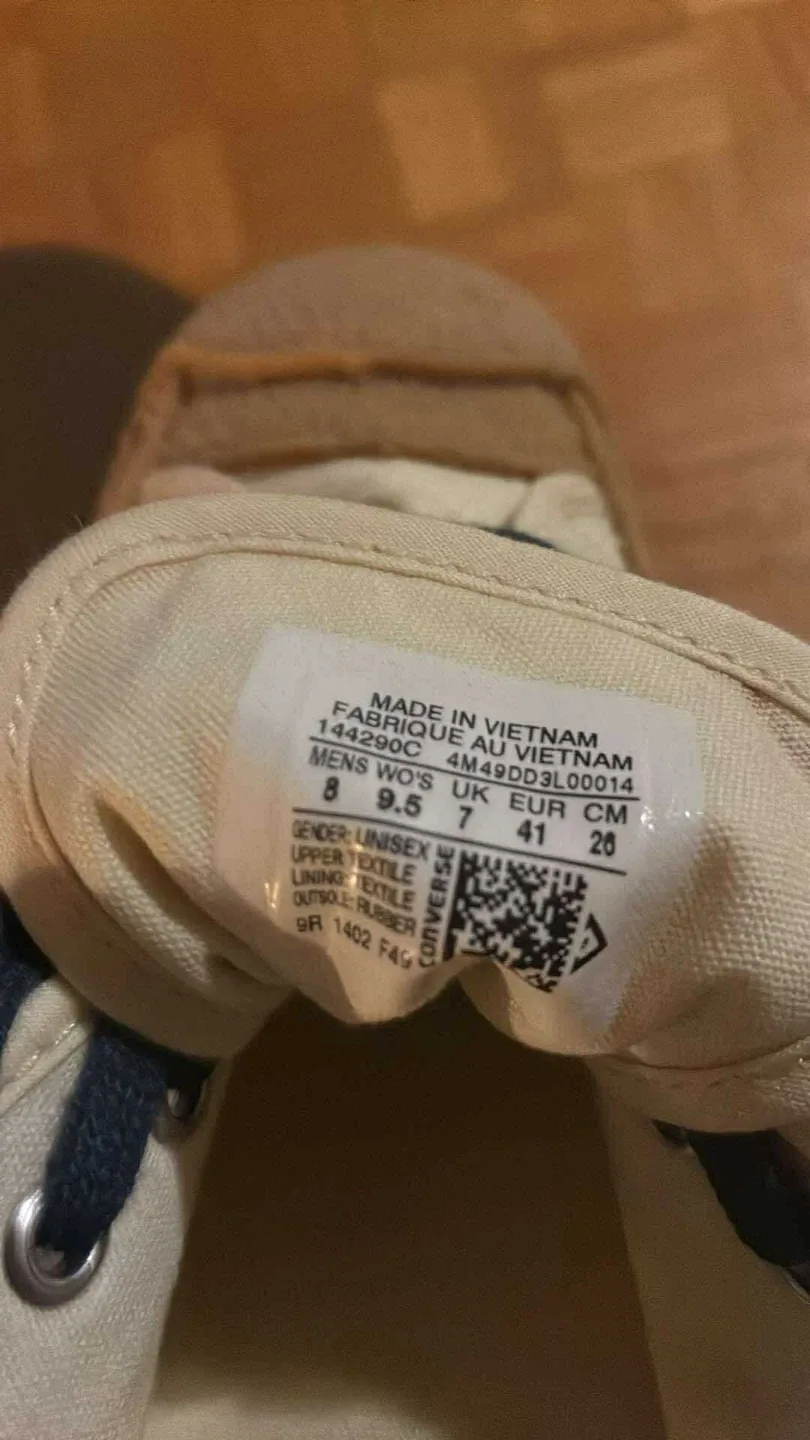 MADE IN VIETNAM
FABRIQUE AU VIETNAM
144290C 4M49DD3L00014
MENS WO'S UK EUR CM
8 9.5 7 41 26
GENDER: UNISEX
UPPER: TEXTILE
LINING: TEXTILE
OUTSOLE: RUBBER
9R 1402 F49
CONVERSE